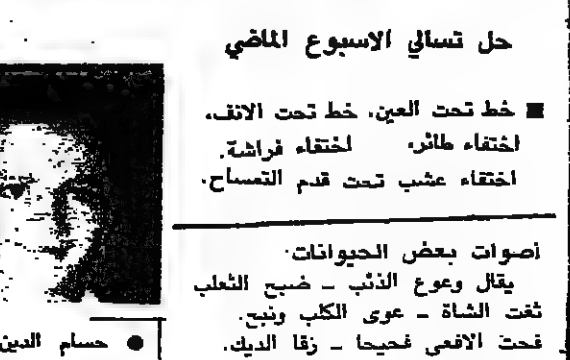 حل تسالي الاسبوع الماضي
■ خط تحت العين. خط تحت الانف،
اختفاء طائر، اختفاء فراشة.
اختفاء عشب تحت قدم التمساح.
أصوات بعض الحيوانات.
يقال وعوع الذئب ـ ضبح الثعلب
ثغت الشاة ـ عوى الكلب ونبح.
فحت الافعى فحيحا ـ زقا الديك.
● حسام الدين